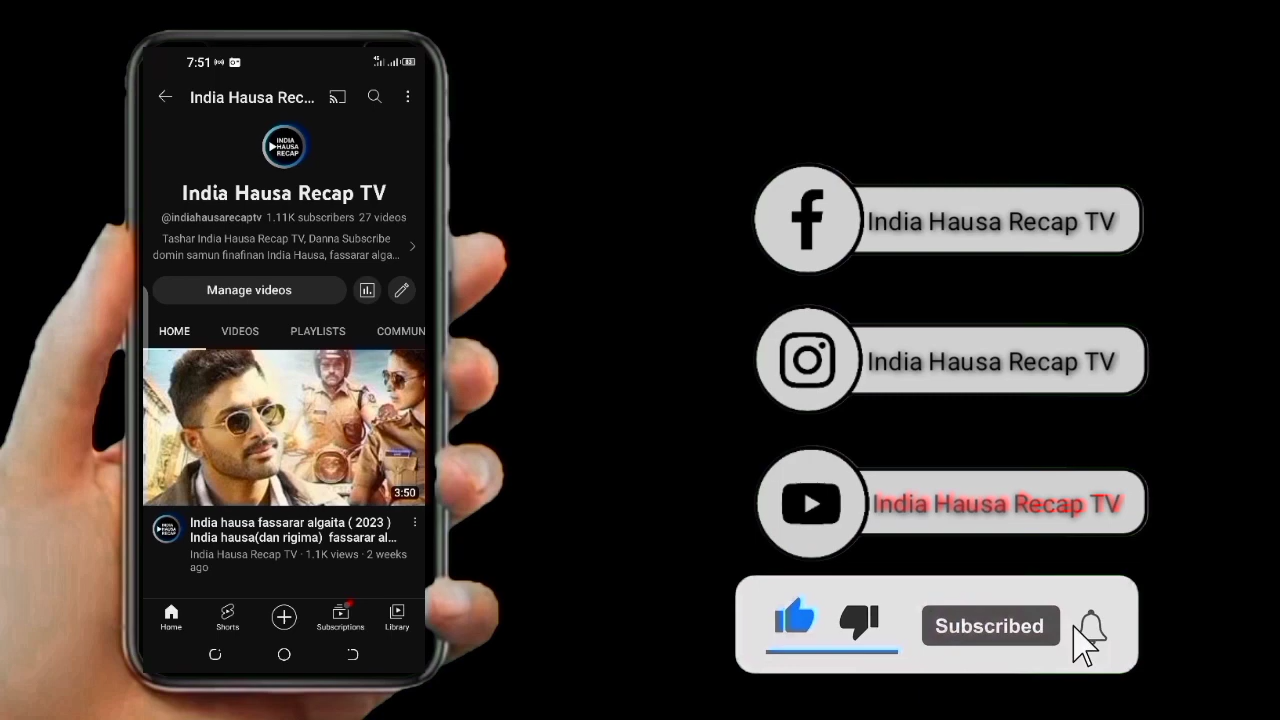 7:51
India Hausa Rec...
INDIA
HAUSA
RECAP
India Hausa Recap TV
@indiahausarecaptv 1.11K subscribers 27 videos
Tashar India Hausa Recap TV, Danna Subscribe
domin samun finafinan India Hausa, fassarar alga...
Manage videos
HOME VIDEOS PLAYLISTS COMMUN
3:50
India hausa fassarar algaita ( 2023 )
India hausa(dan rigima) fassarar al...
India Hausa Recap TV · 1.1K views · 2 weeks
ago
Home Shorts Subscriptions Library
India Hausa Recap TV
India Hausa Recap TV
India Hausa Recap TV
Subscribed